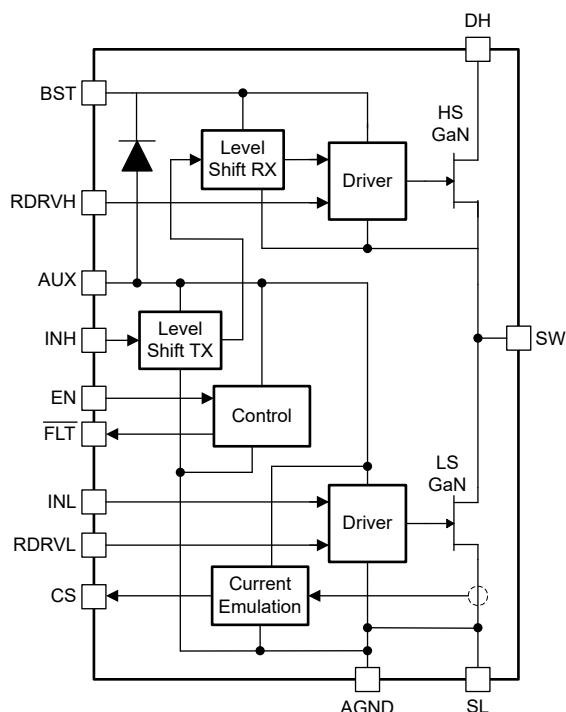 DH
BST
HS
GaN
Level
Shift RX
Driver
RDRVH
AUX
INH
Level
Shift TX
SW
EN
Control
FLT
LS
GaN
INL
Driver
RDRVL
CS
Current
Emulation
AGND
SL